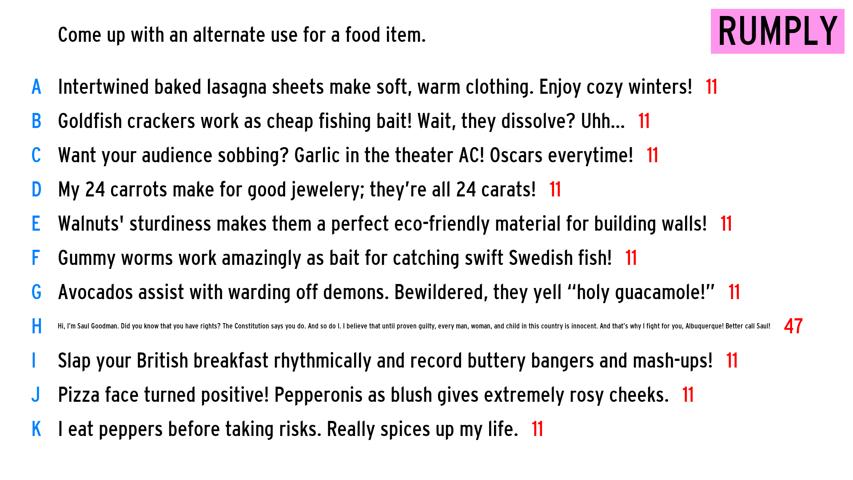 Come up with an alternate use for a food item.
RUMPLY
A Intertwined baked lasagna sheets make soft, warm clothing. Enjoy cozy winters! 11
B Goldfish crackers work as cheap fishing bait! Wait, they dissolve? Uhh... 11
C Want your audience sobbing? Garlic in the theater AC! Oscars everytime! 11
D My 24 carrots make for good jewelery; they're all 24 carats! 11
E Walnuts' sturdiness makes them a perfect eco-friendly material for building walls! 11
F Gummy worms work amazingly as bait for catching swift Swedish fish! 11
G Avocados assist with warding off demons. Bewildered, they yell “holy guacamole!” 11
H Hi, I'm Saul Goodman. Did you know that you have rights? The Constitution says you do. And so do I. I believe that until proven guilty, every man, woman, and child in this country is innocent. And that's why I fight for you, Albuquerque! Better call Saul! 47
I Slap your British breakfast rhythmically and record buttery bangers and mash-ups! 11
J Pizza face turned positive! Pepperonis as blush gives extremely rosy cheeks. 11
K I eat peppers before taking risks. Really spices up my life. 11